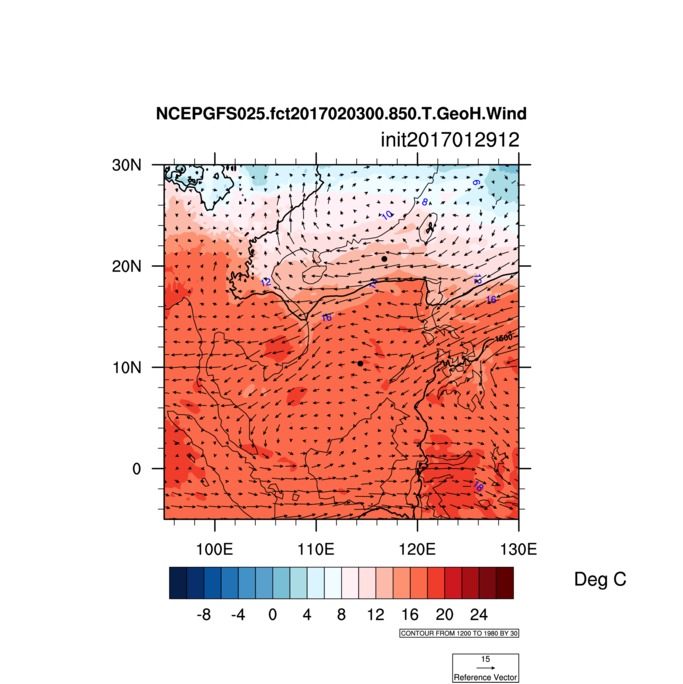 NCEPGFS025.fct2017020300.850.T.GeoH.Wind
init2017012912
30N
6
8
10
20N
12
12
12
16
16
1500
10N
0
18
100E
110E
120E
130E
Deg C
-8
-4
0
4
8
12
16
20
24
CONTOUR FROM 1200 TO 1980 BY 30
15
Reference Vector